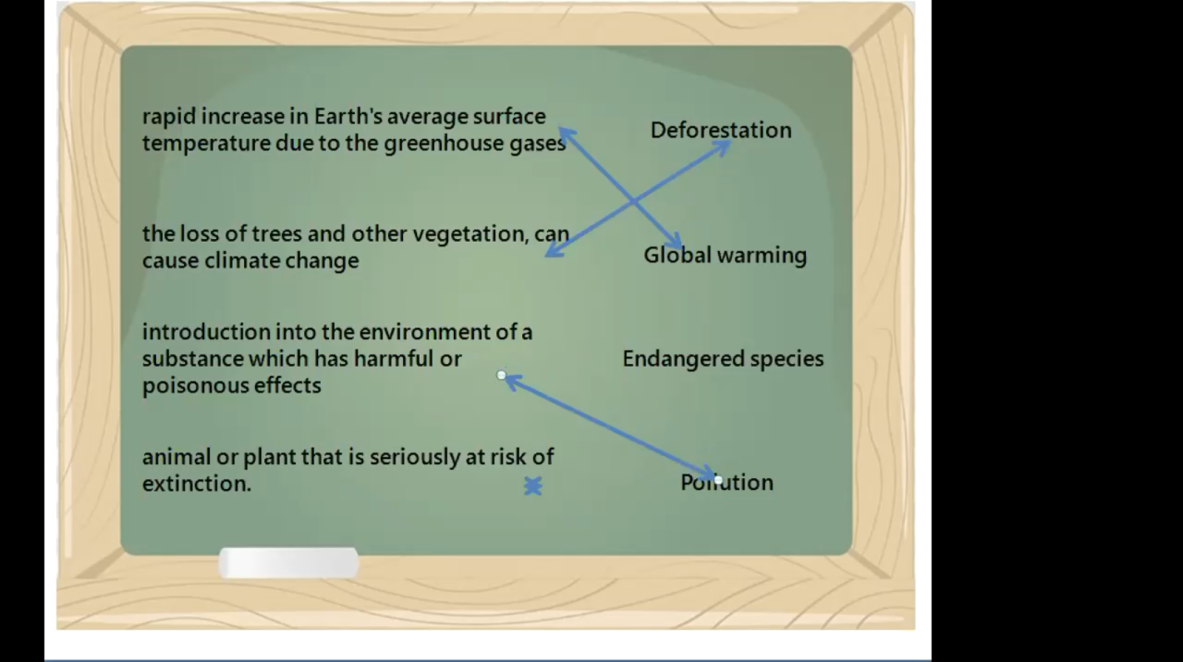 rapid increase in Earth's average surface
temperature due to the greenhouse gases
Deforestation
the loss of trees and other vegetation, can
cause climate change
Global warming
introduction into the environment of a
substance which has harmful or
poisonous effects
Endangered species
animal or plant that is seriously at risk of
extinction.
Pollution